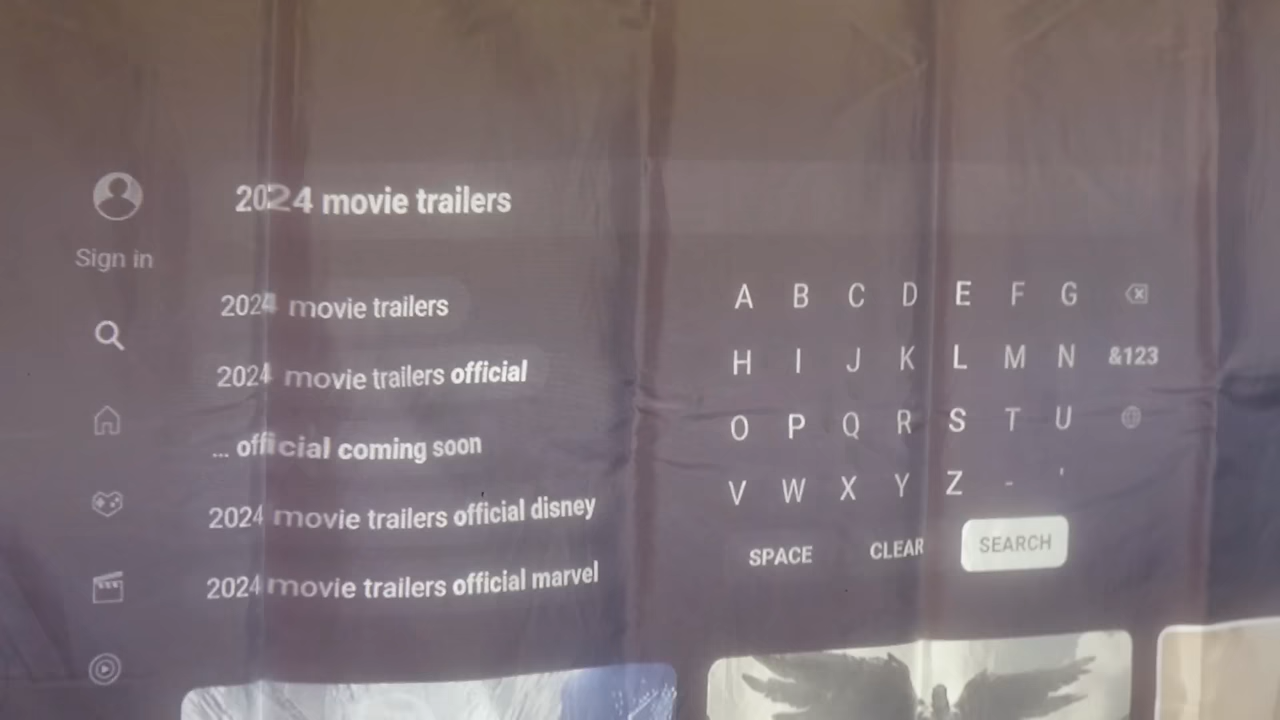 2024 movie trailers
Sign in
2024 movie trailers
2024 movie trailers official
... official coming soon
2024 movie trailers official disney
2024 movie trailers official marvel
A B C D E F G
H I J K L M N &123
O P Q R S T U
V W X Y Z - '
SPACE CLEAR SEARCH